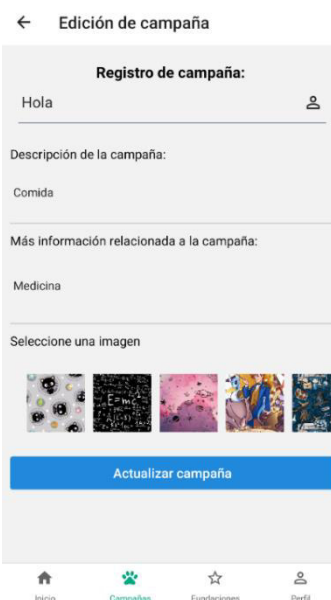 Edición de campaña
Registro de campaña:
Hola
Descripción de la campaña:
Comida
Más información relacionada a la campaña:
Medicina
Seleccione una imagen
E=mc
Actualizar campaña
Inicio Campañas Fundaciones Perfil